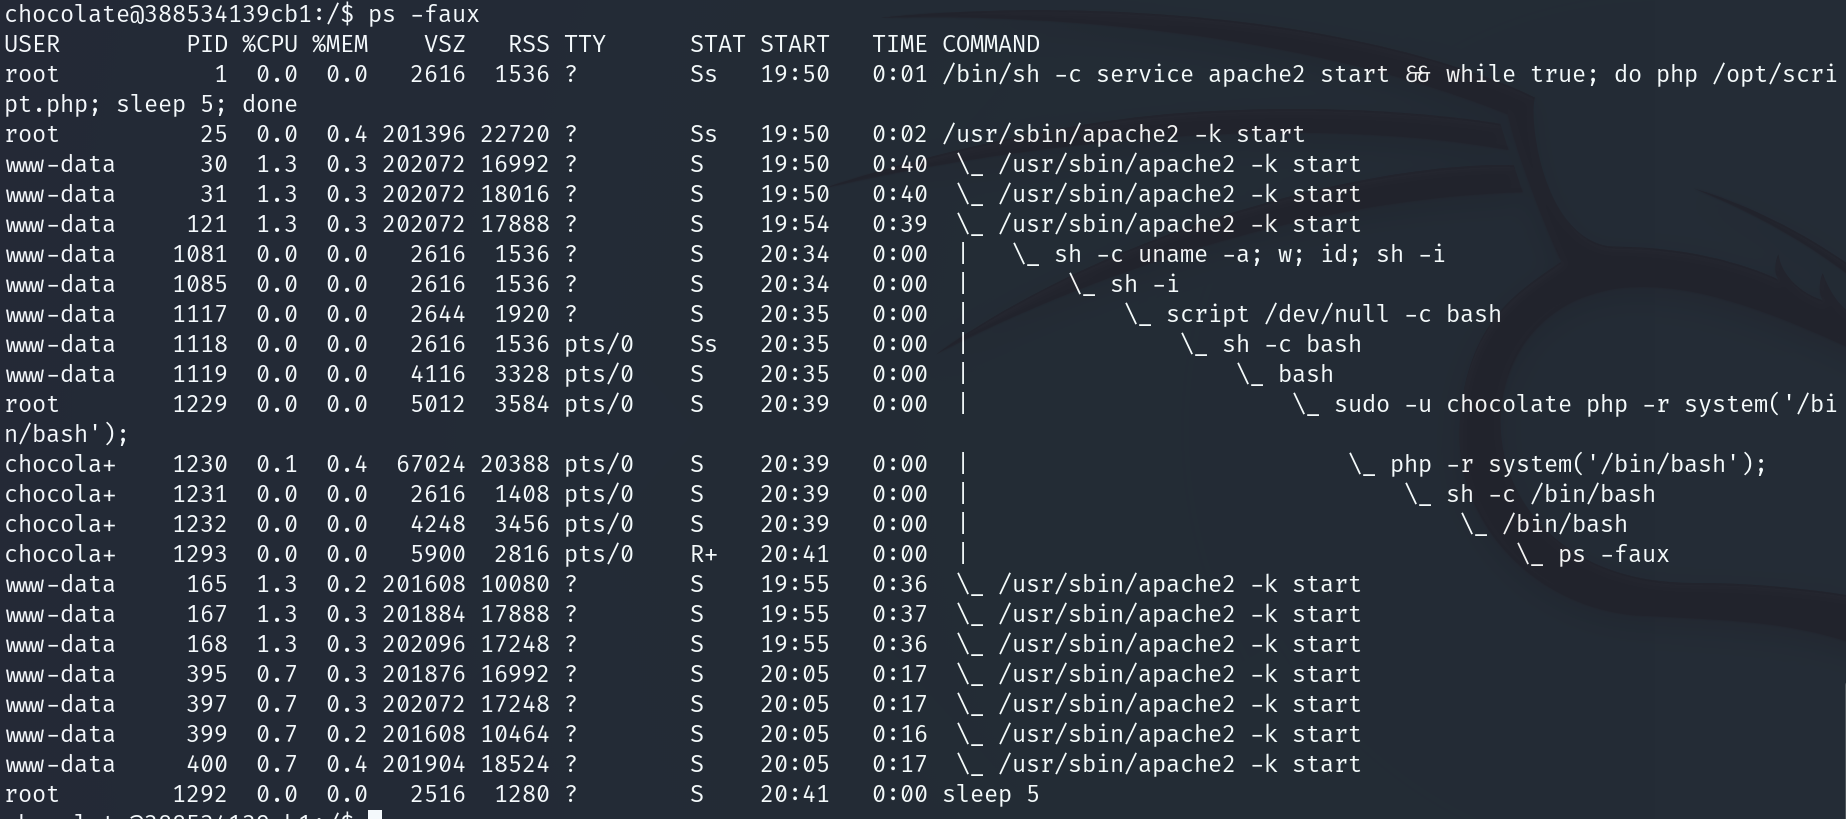 chocolate@388534139cb1:/$ ps -faux
USER         PID %CPU %MEM    VSZ   RSS TTY      STAT START   TIME COMMAND
root           1  0.0  0.0   2616  1536 ?        Ss   19:50   0:01 /bin/sh -c service apache2 start && while true; do php /opt/scri
pt.php; sleep 5; done
root          25  0.0  0.4 201396 22720 ?        Ss   19:50   0:02 /usr/sbin/apache2 -k start
www-data      30  1.3  0.3 202072 16992 ?        S    19:50   0:40  \_ /usr/sbin/apache2 -k start
www-data      31  1.3  0.3 202072 18016 ?        S    19:50   0:40  \_ /usr/sbin/apache2 -k start
www-data     121  1.3  0.3 202072 17888 ?        S    19:54   0:39  \_ /usr/sbin/apache2 -k start
www-data    1081  0.0  0.0   2616  1536 ?        S    20:34   0:00  |   \_ sh -c uname -a; w; id; sh -i
www-data    1085  0.0  0.0   2616  1536 ?        S    20:34   0:00  |       \_ sh -i
www-data    1117  0.0  0.0   2644  1920 ?        S    20:35   0:00  |           \_ script /dev/null -c bash
www-data    1118  0.0  0.0   2616  1536 pts/0    Ss   20:35   0:00  |               \_ sh -c bash
www-data    1119  0.0  0.0   4116  3328 pts/0    S    20:35   0:00  |                   \_ bash
root        1229  0.0  0.0   5012  3584 pts/0    S    20:39   0:00  |                       \_ sudo -u chocolate php -r system('/bi
n/bash');
chocola+    1230  0.1  0.4  67024 20388 pts/0    S    20:39   0:00  |                           \_ php -r system('/bin/bash');
chocola+    1231  0.0  0.0   2616  1408 pts/0    S    20:39   0:00  |                               \_ sh -c /bin/bash
chocola+    1232  0.0  0.0   4248  3456 pts/0    S    20:39   0:00  |                                   \_ /bin/bash
chocola+    1293  0.0  0.0   5900  2816 pts/0    R+   20:41   0:00  |                                       \_ ps -faux
www-data     165  1.3  0.2 201608 10080 ?        S    19:55   0:36  \_ /usr/sbin/apache2 -k start
www-data     167  1.3  0.3 201884 17888 ?        S    19:55   0:37  \_ /usr/sbin/apache2 -k start
www-data     168  1.3  0.3 202096 17248 ?        S    19:55   0:36  \_ /usr/sbin/apache2 -k start
www-data     395  0.7  0.3 201876 16992 ?        S    20:05   0:17  \_ /usr/sbin/apache2 -k start
www-data     397  0.7  0.3 202072 17248 ?        S    20:05   0:17  \_ /usr/sbin/apache2 -k start
www-data     399  0.7  0.2 201608 10464 ?        S    20:05   0:16  \_ /usr/sbin/apache2 -k start
www-data     400  0.7  0.4 201904 18524 ?        S    20:05   0:17  \_ /usr/sbin/apache2 -k start
root        1292  0.0  0.0   2516  1280 ?        S    20:41   0:00 sleep 5
chocolate@388534139cb1:/$